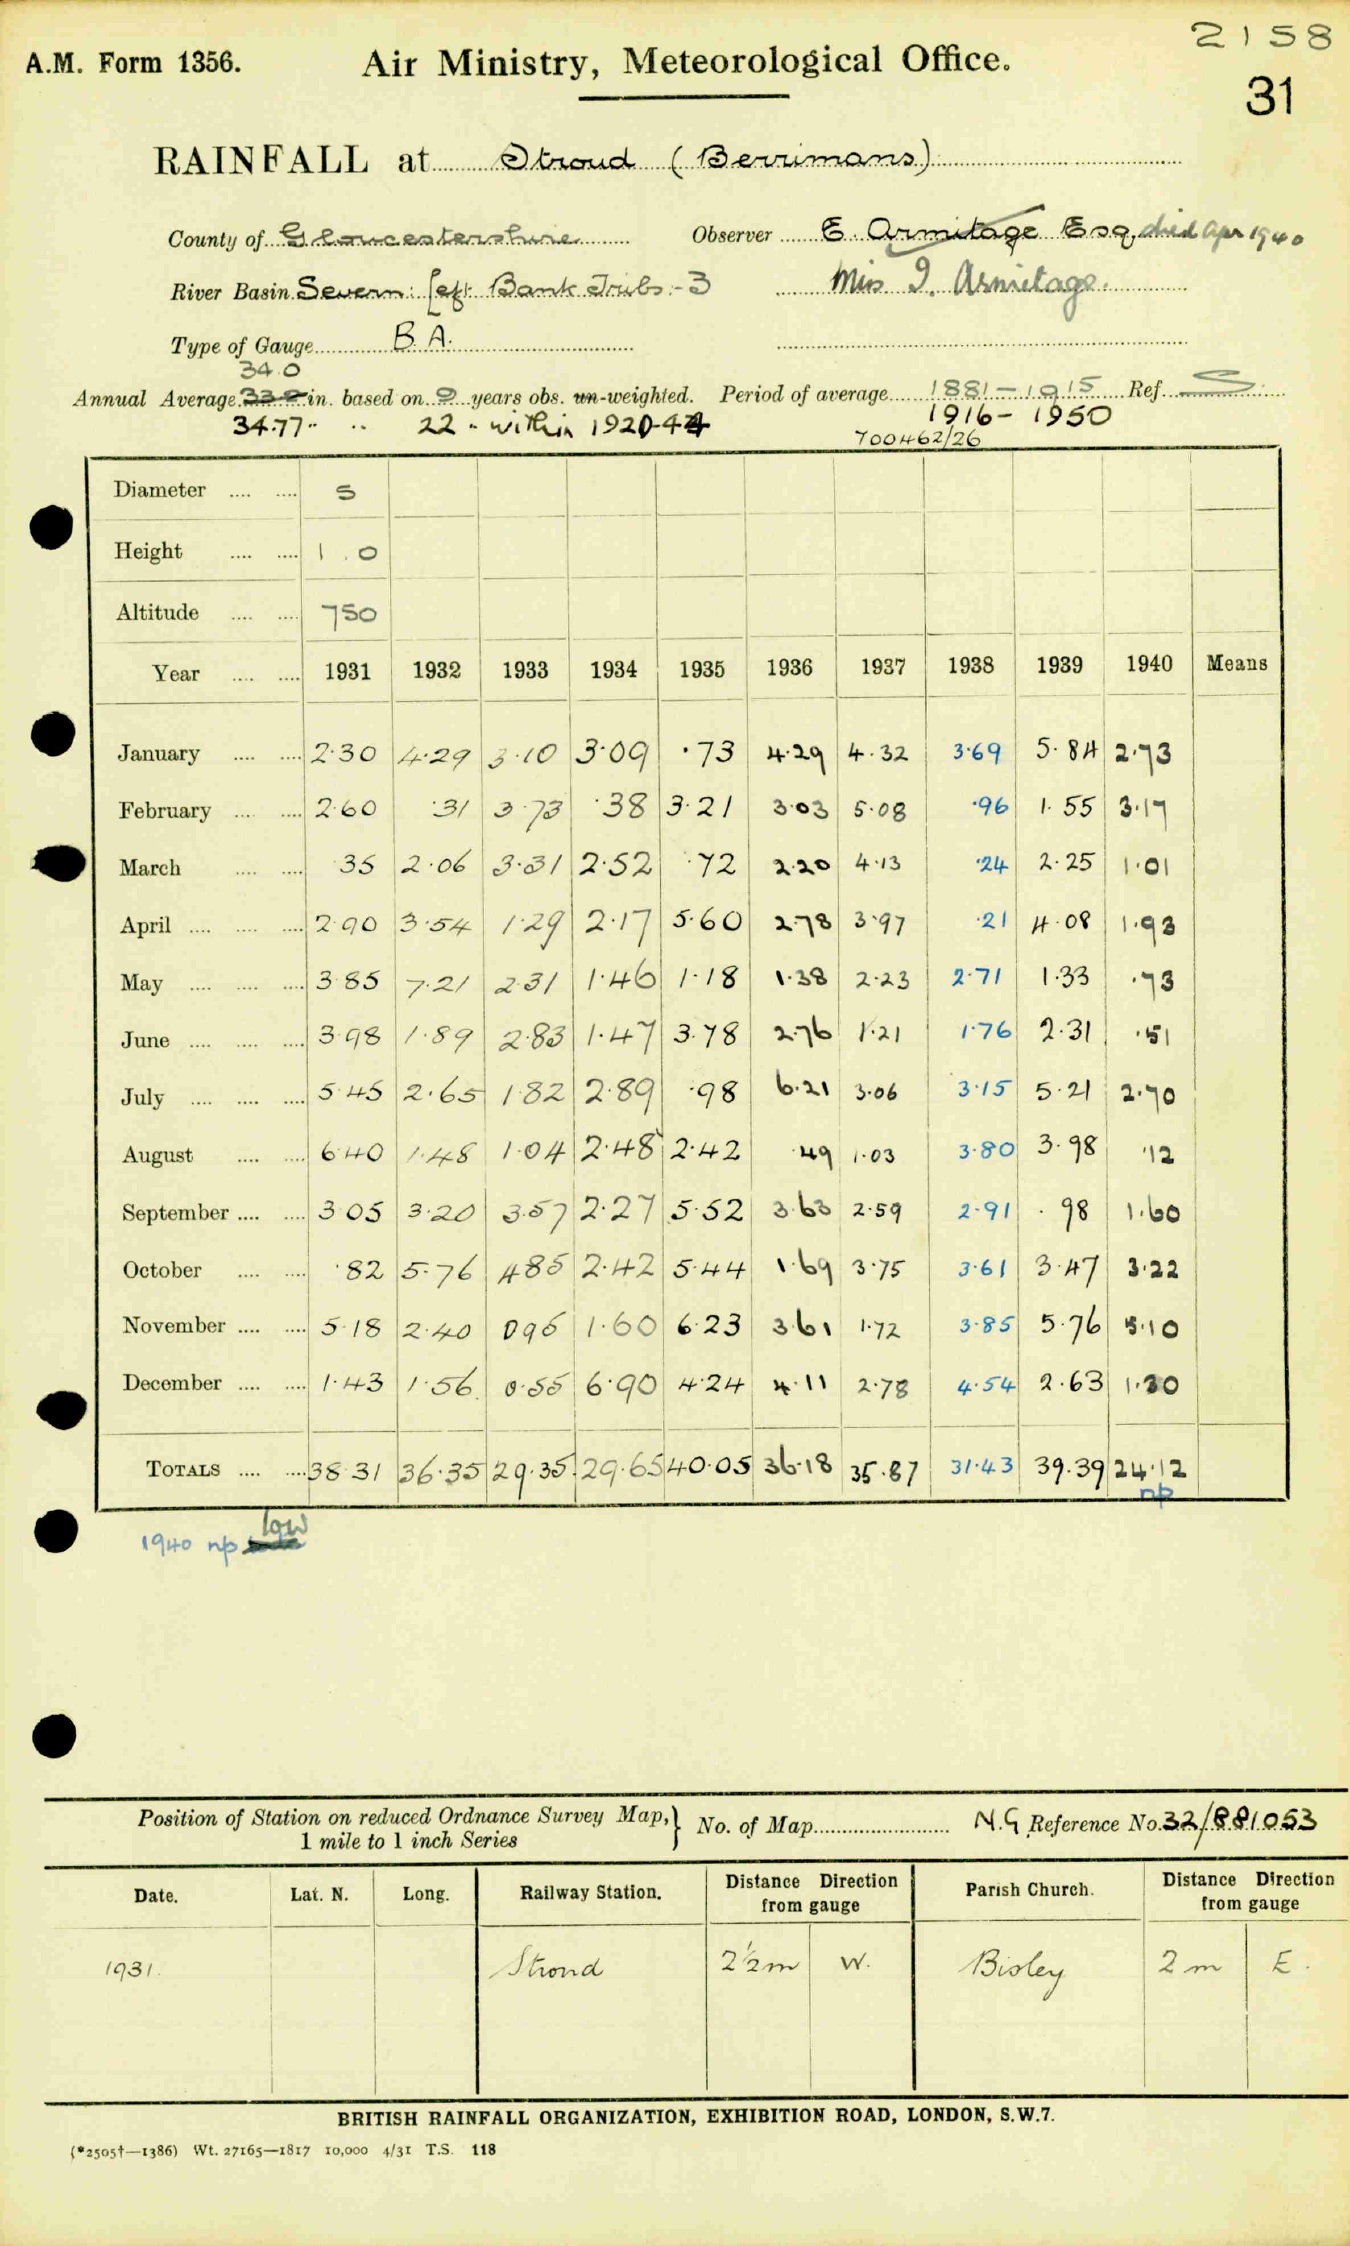 2158
A.M. Form 1356.
Air Ministry, Meteorological Office.
31
RAINFALL at Stroud (Berrimans)
County of Gloucestershire Observer E. Armitage Esq. died Apr 1940
River Basin Severn: Left Bank Tribs:-3 Miss I. Armitage.
Type of Gauge B.A.
34.0
Annual Average in. based on 9 years obs. un-weighted. Period of average 1881-1915 Ref. S
34.77" " 22 " within 1920-44 1916-1950
700462/26
Diameter .... .... 5
Height .... .... 1.0
Altitude .... .... 750
Year .... .... 1931 1932 1933 1934 1935 1936 1937 1938 1939 1940 Means
January .... .... 2.30 4.29 3.10 3.09 .73 4.29 4.32 3.69 5.84 2.73
February .... .... 2.60 .31 3.73 .38 3.21 3.03 5.08 .96 1.55 3.17
March .... .... 35 2.06 3.31 2.52 .72 2.20 4.13 .24 2.25 1.01
April .... .... .... 2.90 3.54 1.29 2.17 5.60 2.78 3.97 .21 4.08 1.93
May .... .... .... 3.85 7.21 2.31 1.46 1.18 1.38 2.23 2.71 1.33 .73
June .... .... .... 3.98 1.89 2.83 1.47 3.78 2.76 1.21 1.76 2.31 .51
July .... .... .... 5.45 2.65 1.82 2.89 .98 6.21 3.06 3.15 5.21 2.70
August .... .... 6.40 1.48 1.04 2.48 2.42 .49 1.03 3.80 3.98 .12
September .... .... 3.05 3.20 3.57 2.27 5.52 3.63 2.59 2.91 .98 1.60
October .... .... .82 5.76 4.85 2.42 5.44 1.69 3.75 3.61 3.47 3.22
November .... .... 5.18 2.40 0.95 1.60 6.23 3.61 1.72 3.85 5.76 5.10
December .... .... 1.43 1.56 0.55 6.90 4.24 4.11 2.78 4.54 2.63 1.30
TOTALS .... .... 38.31 36.35 29.35 29.65 40.05 36.18 35.87 31.43 39.39 24.12
np
low
1940 np
Position of Station on reduced Ordnance Survey Map,} No. of Map N.G Reference No. 32/881053
1 mile to 1 inch Series
Date. Lat. N. Long. Railway Station. Distance Direction from gauge Parish Church. Distance Direction from gauge
1931. Stroud 2½m W. Bisley 2 m E.
BRITISH RAINFALL ORGANIZATION, EXHIBITION ROAD, LONDON, S.W.7.
(*2505†—1386) Wt. 27165—1817 10,000 4/31 T.S. 118